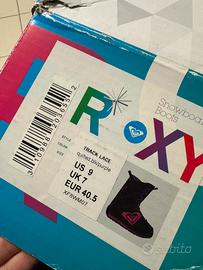 Snowboard
Boots
ROXY
STYLE
COLOR
SIZE
TRACK LACE
quilted.blk/purple
US 9
UK 7
EUR 40.5
XFBWM07
subito